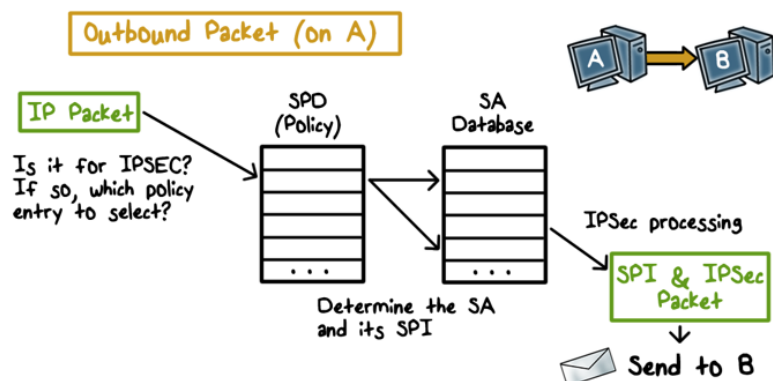 Outbound Packet (on A)
A
B
IP Packet
SPD
(Policy)
SA
Database
Is it for IPSEC?
If so, which policy
entry to select?
...
...
IPSec processing
Determine the SA
and its SPI
SPI & IPSec
Packet
Send to B